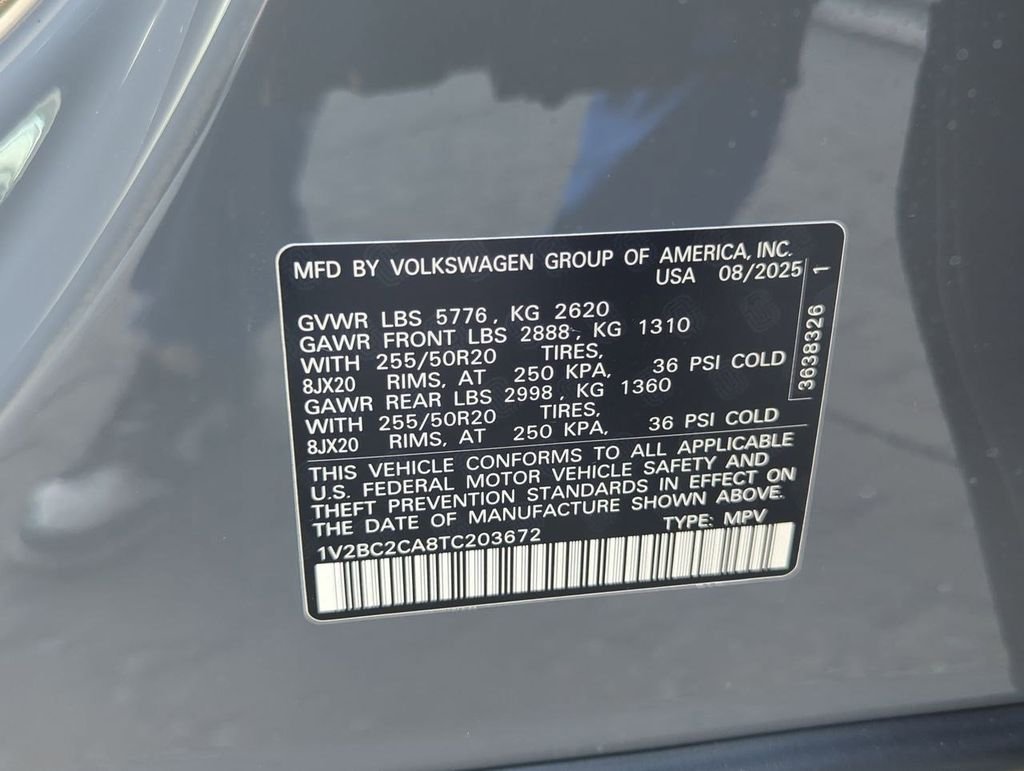 MFD BY VOLKSWAGEN GROUP OF AMERICA, INC.
USA 08/2025
GVWR LBS 5776, KG 2620
GAWR FRONT LBS 2888, KG 1310
WITH 255/50R20 TIRES,
8JX20 RIMS, AT 250 KPA, 36 PSI COLD
GAWR REAR LBS 2998, KG 1360
WITH 255/50R20 TIRES,
8JX20 RIMS, AT 250 KPA, 36 PSI COLD
THIS VEHICLE CONFORMS TO ALL APPLICABLE
U.S. FEDERAL MOTOR VEHICLE SAFETY AND
THEFT PREVENTION STANDARDS IN EFFECT ON
THE DATE OF MANUFACTURE SHOWN ABOVE.
1V2BC2CA8TC203672 TYPE: MPV
3638326 1